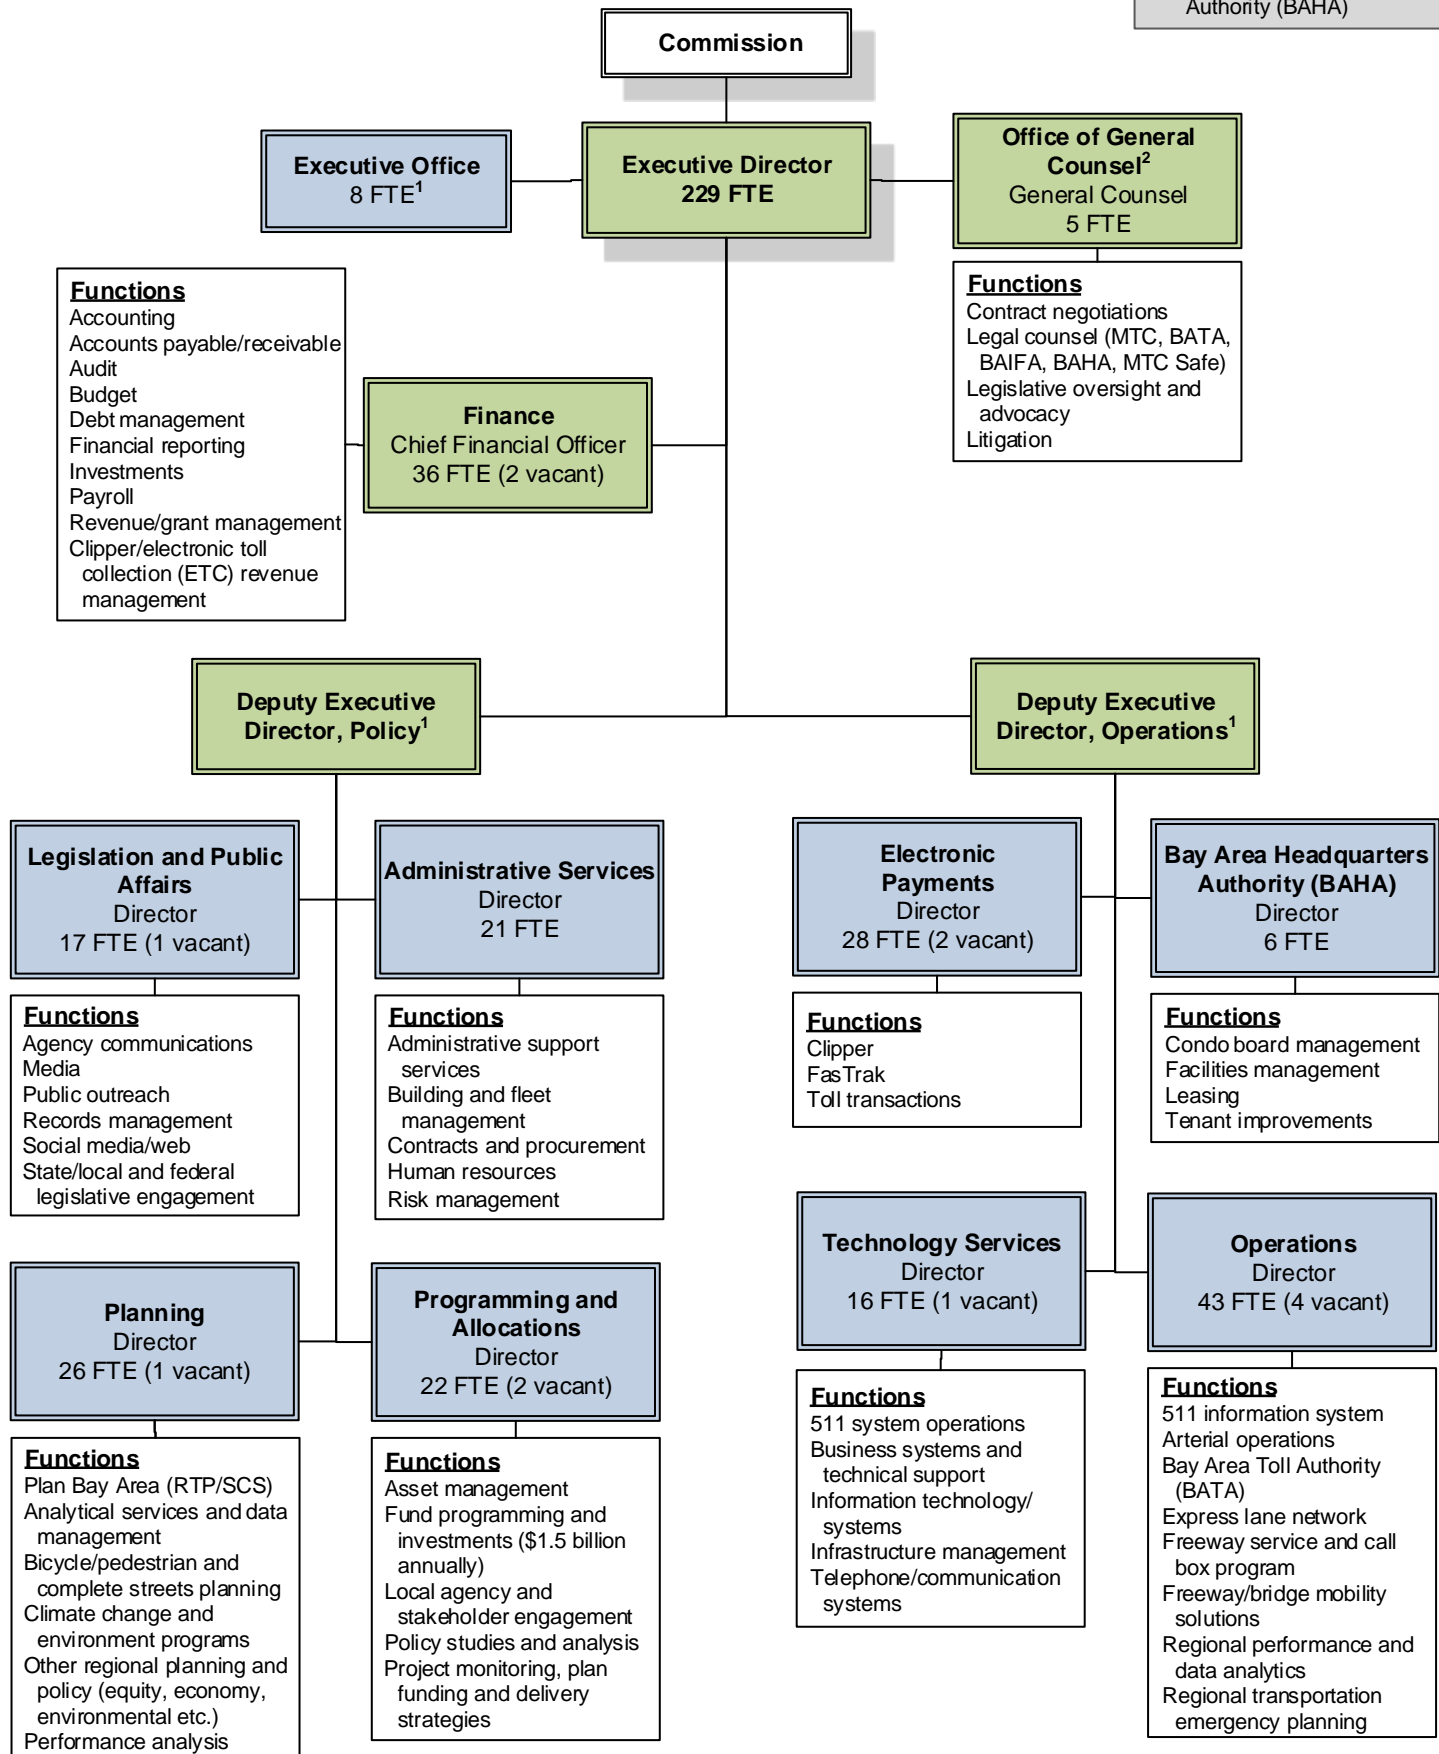 Authority (BAHA)
Commission
Executive Office
8 FTE¹
Executive Director
229 FTE
Office of General
Counsel²
General Counsel
5 FTE
Functions
Contract negotiations
Legal counsel (MTC, BATA,
BAIFA, BAHA, MTC Safe)
Legislative oversight and
advocacy
Litigation
Functions
Accounting
Accounts payable/receivable
Audit
Budget
Debt management
Financial reporting
Investments
Payroll
Revenue/grant management
Clipper/electronic toll
collection (ETC) revenue
management
Finance
Chief Financial Officer
36 FTE (2 vacant)
Deputy Executive
Director, Policy¹
Deputy Executive
Director, Operations¹
Legislation and Public
Affairs
Director
17 FTE (1 vacant)
Functions
Agency communications
Media
Public outreach
Records management
Social media/web
State/local and federal
legislative engagement
Administrative Services
Director
21 FTE
Functions
Administrative support
services
Building and fleet
management
Contracts and procurement
Human resources
Risk management
Electronic
Payments
Director
28 FTE (2 vacant)
Functions
Clipper
FasTrak
Toll transactions
Bay Area Headquarters
Authority (BAHA)
Director
6 FTE
Functions
Condo board management
Facilities management
Leasing
Tenant improvements
Planning
Director
26 FTE (1 vacant)
Functions
Plan Bay Area (RTP/SCS)
Analytical services and data
management
Bicycle/pedestrian and
complete streets planning
Climate change and
environment programs
Other regional planning and
policy (equity, economy,
environmental etc.)
Performance analysis
Programming and
Allocations
Director
22 FTE (2 vacant)
Functions
Asset management
Fund programming and
investments ($1.5 billion
annually)
Local agency and
stakeholder engagement
Policy studies and analysis
Project monitoring, plan
funding and delivery
strategies
Technology Services
Director
16 FTE (1 vacant)
Functions
511 system operations
Business systems and
technical support
Information technology/
systems
Infrastructure management
Telephone/communication
systems
Operations
Director
43 FTE (4 vacant)
Functions
511 information system
Arterial operations
Bay Area Toll Authority
(BATA)
Express lane network
Freeway service and call
box program
Freeway/bridge mobility
solutions
Regional performance and
data analytics
Regional transportation
emergency planning